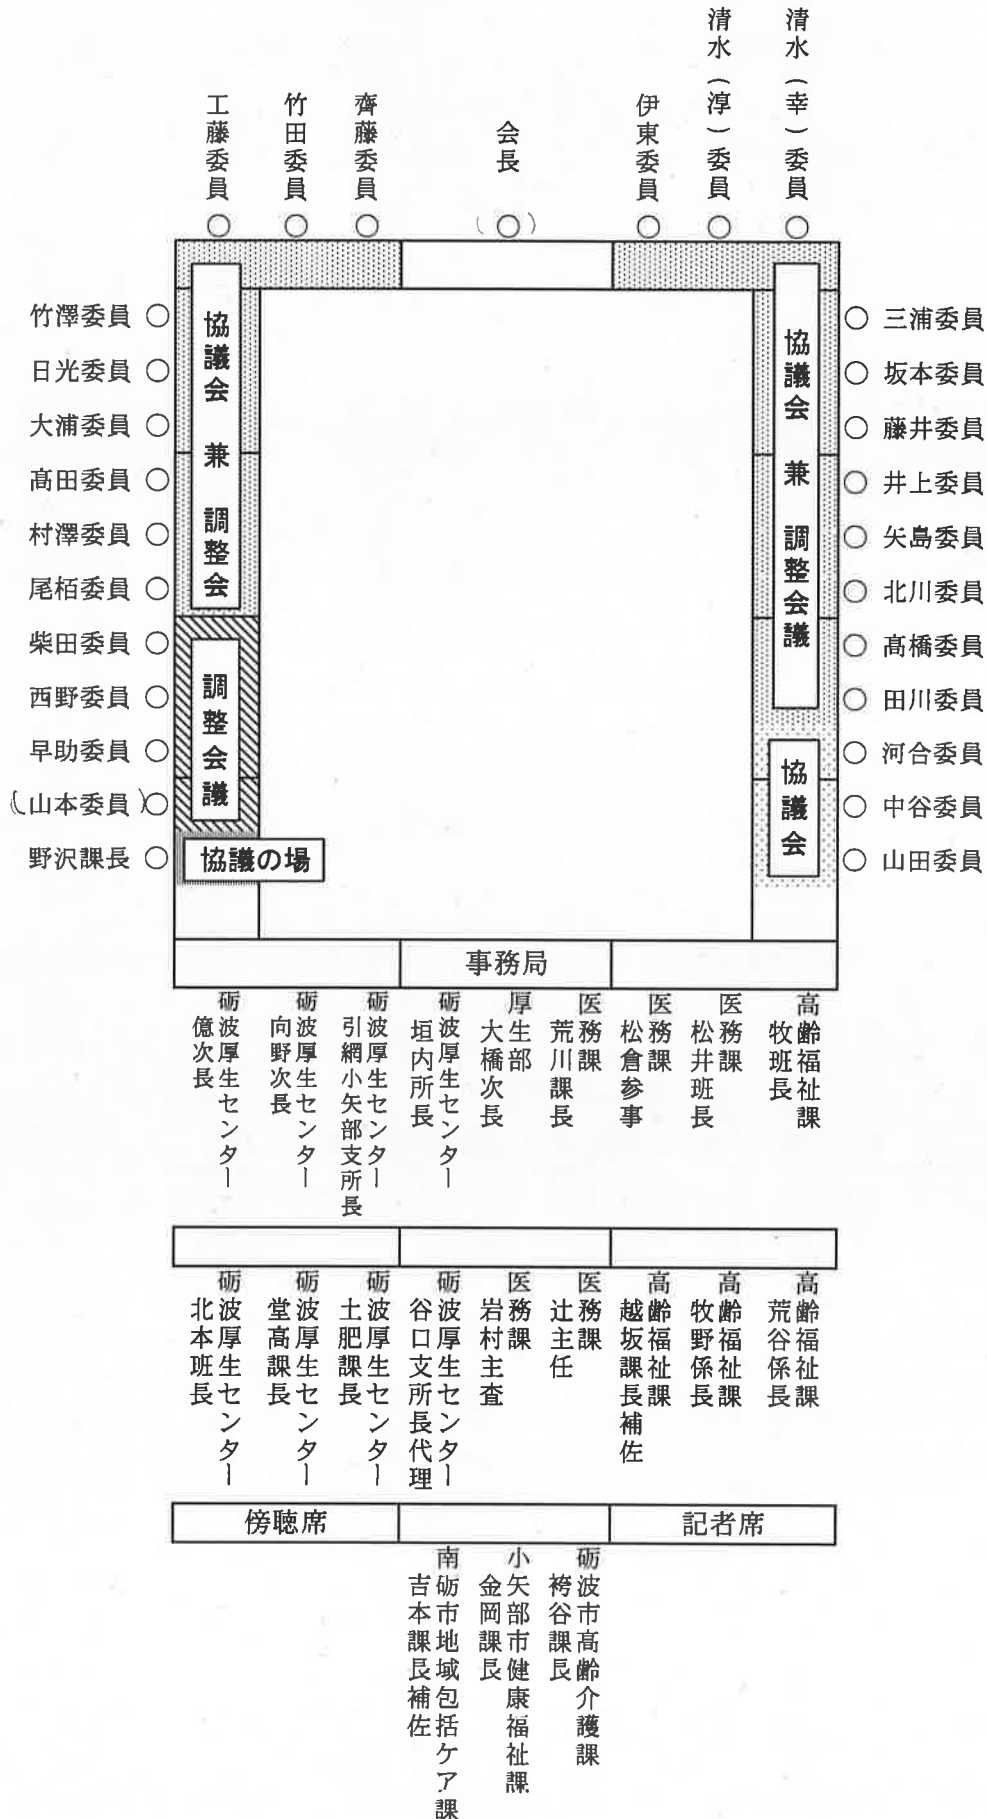 工藤委員
竹田委員
齊藤委員
会長
伊東委員
清水(淳)委員
清水(幸)委員
(○)
竹澤委員
日光委員
大浦委員
髙田委員
村澤委員
尾栢委員
柴田委員
西野委員
早助委員
(山本委員)
野沢課長
協議会 兼 調整会
調整会議
協議の場
協議会 兼 調整会議
協議会
三浦委員
坂本委員
藤井委員
井上委員
矢島委員
北川委員
髙橋委員
田川委員
河合委員
中谷委員
山田委員
事務局
砺波厚生センター
億次長
砺波厚生センター
向野次長
砺波厚生センター
引網小矢部支所長
砺波厚生センター
垣内所長
厚生部
大橋次長
医務課
荒川課長
医務課
松倉参事
医務課
松井班長
高齢福祉課
牧班長
砺波厚生センター
北本班長
砺波厚生センター
堂高課長
砺波厚生センター
土肥課長
砺波厚生センター
谷口支所長代理
医務課
岩村主査
医務課
辻主任
高齢福祉課
越坂課長補佐
高齢福祉課
牧野係長
高齢福祉課
荒谷係長
傍聴席
記者席
南砺市地域包括ケア課
吉本課長補佐
小矢部市健康福祉課
金岡課長
砺波市高齢介護課
袴谷課長